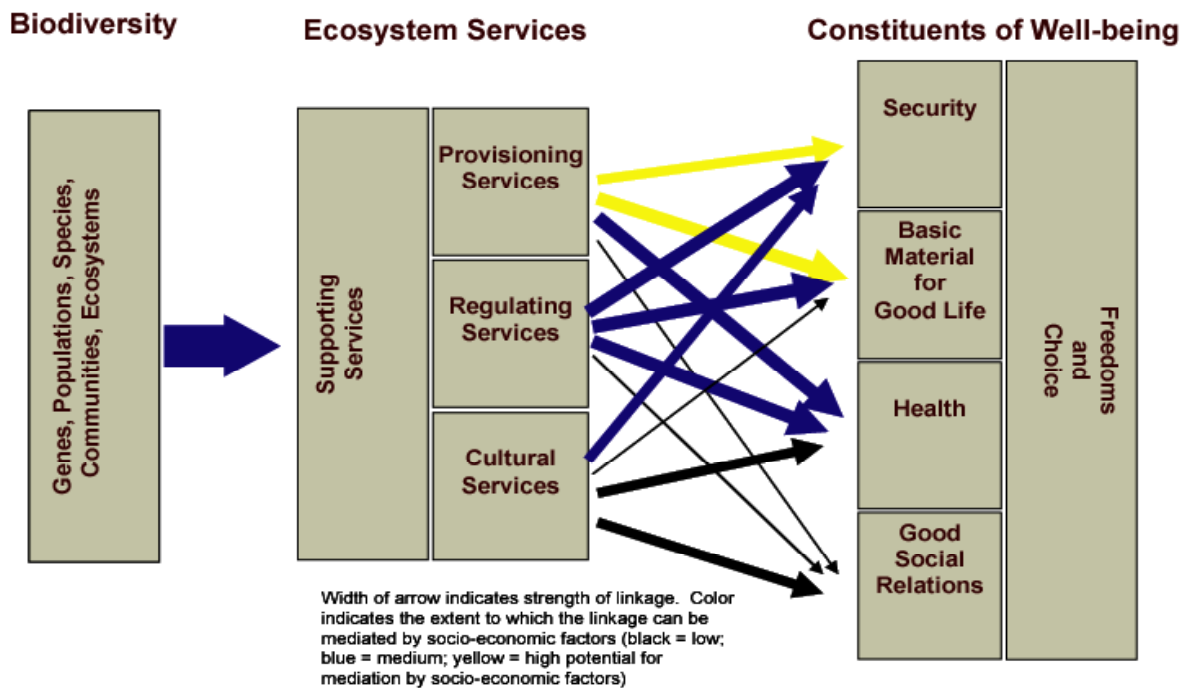 Biodiversity
Ecosystem Services
Constituents of Well-being
Genes, Populations, Species,
Communities, Ecosystems
Supporting
Services
Provisioning
Services
Regulating
Services
Cultural
Services
Security
Basic
Material
for
Good Life
Health
Good
Social
Relations
Freedoms
and
Choice
Width of arrow indicates strength of linkage. Color
indicates the extent to which the linkage can be
mediated by socio-economic factors (black = low;
blue = medium; yellow = high potential for
mediation by socio-economic factors)